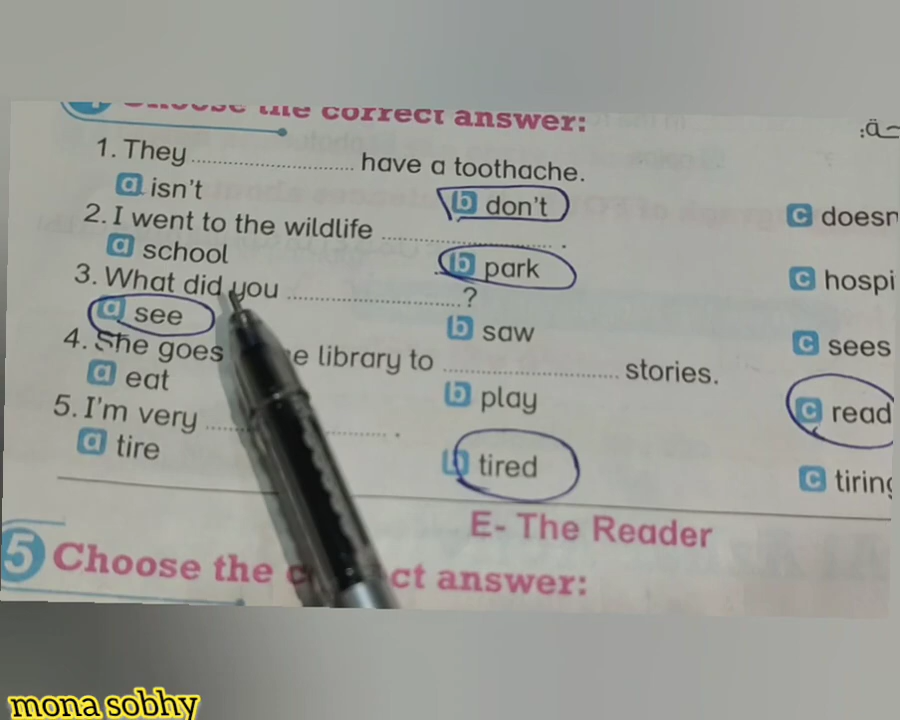 Choose the correct answer:
1. They .................... have a toothache.
a isn't b don't c doesn
2. I went to the wildlife .................... .
a school b park c hospi
3. What did you .................... ?
a see b saw c sees
4. She goes e library to .................... stories.
a eat b play c read
5. I'm very .................... .
a tire b tired c tiring
E- The Reader
5 Choose the c ct answer:
mona sobhy